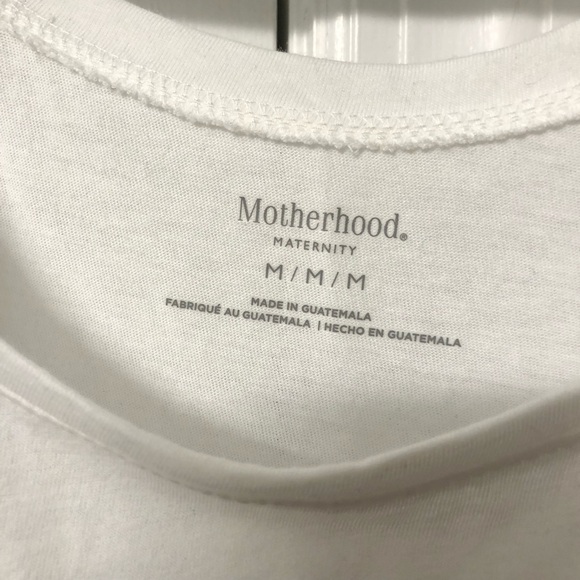 Motherhood®
MATERNITY
M / M / M
MADE IN GUATEMALA
FABRIQUÉ AU GUATEMALA | HECHO EN GUATEMALA